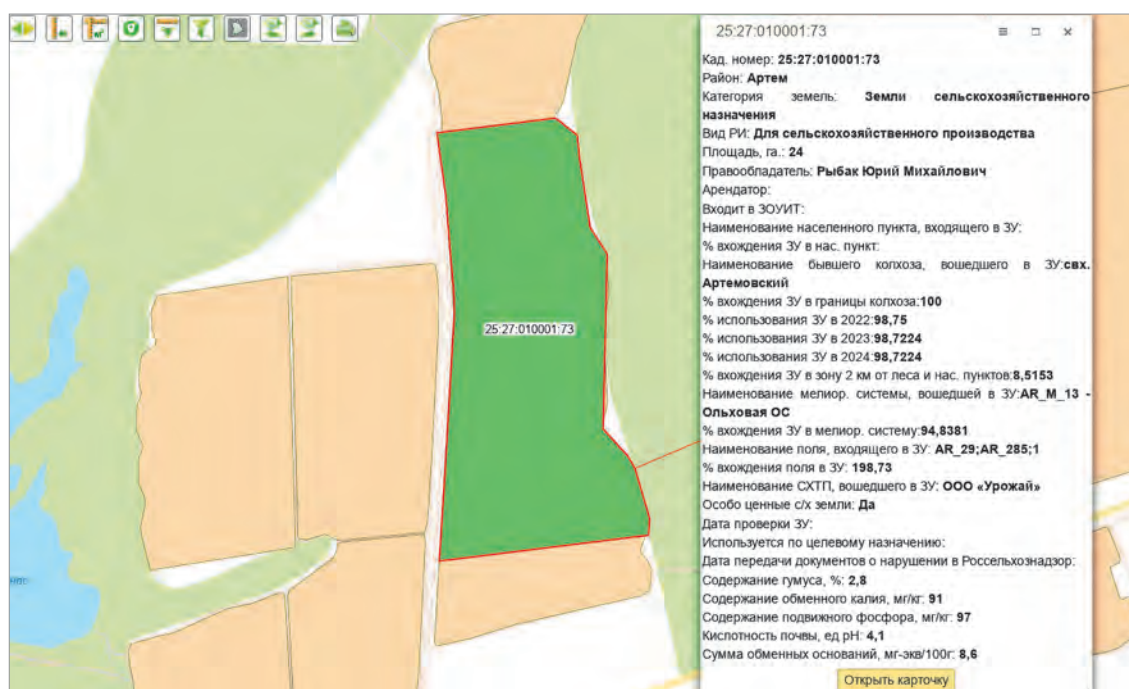 25:27:010001:73
Кад. номер: 25:27:010001:73
Район: Артем
Категория земель: Земли сельскохозяйственного
назначения
Вид РИ: Для сельскохозяйственного производства
Площадь, га.: 24
Правообладатель: Рыбак Юрий Михайлович
Арендатор:
Входит в ЗОУИТ:
Наименование населенного пункта, входящего в ЗУ:
% вхождения ЗУ в нас. пункт:
Наименование бывшего колхоза, вошедшего в ЗУ:свх.
Артемовский
% вхождения ЗУ в границы колхоза:100
% использования ЗУ в 2022:98,75
% использования ЗУ в 2023:98,7224
% использования ЗУ в 2024:98,7224
% вхождения ЗУ в зону 2 км от леса и нас. пунктов:8,5153
Наименование мелиор. системы, вошедшей в ЗУ:AR_M_13 -
Ольховая ОС
% вхождения ЗУ в мелиор. систему:94,8381
Наименование поля, входящего в ЗУ: AR_29;AR_285;1
% вхождения поля в ЗУ: 198,73
Наименование СХТП, вошедшего в ЗУ: ООО «Урожай»
Особо ценные с/х земли: Да
Дата проверки ЗУ:
Используется по целевому назначению:
Дата передачи документов о нарушении в Россельхознадзор:
Содержание гумуса, %: 2,8
Содержание обменного калия, мг/кг: 91
Содержание подвижного фосфора, мг/кг: 97
Кислотность почвы, ед pH: 4,1
Сумма обменных оснований, мг-экв/100г: 8,6
Открыть карточку
25:27:010001:73